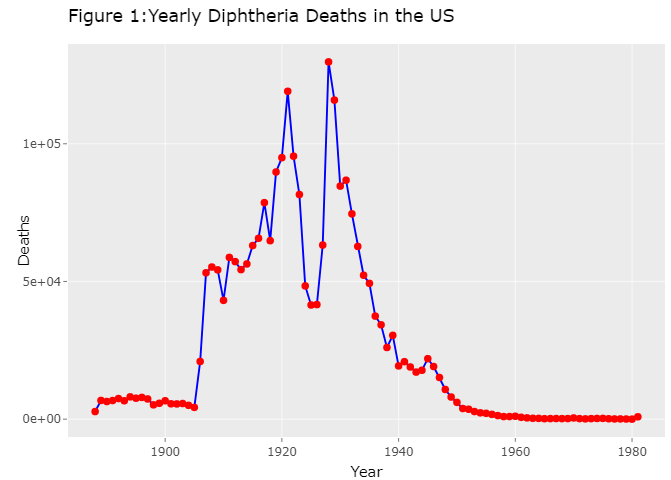 Figure 1:Yearly Diphtheria Deaths in the US
1e+05
5e+04
0e+00
Deaths
1900 1920 1940 1960 1980
Year